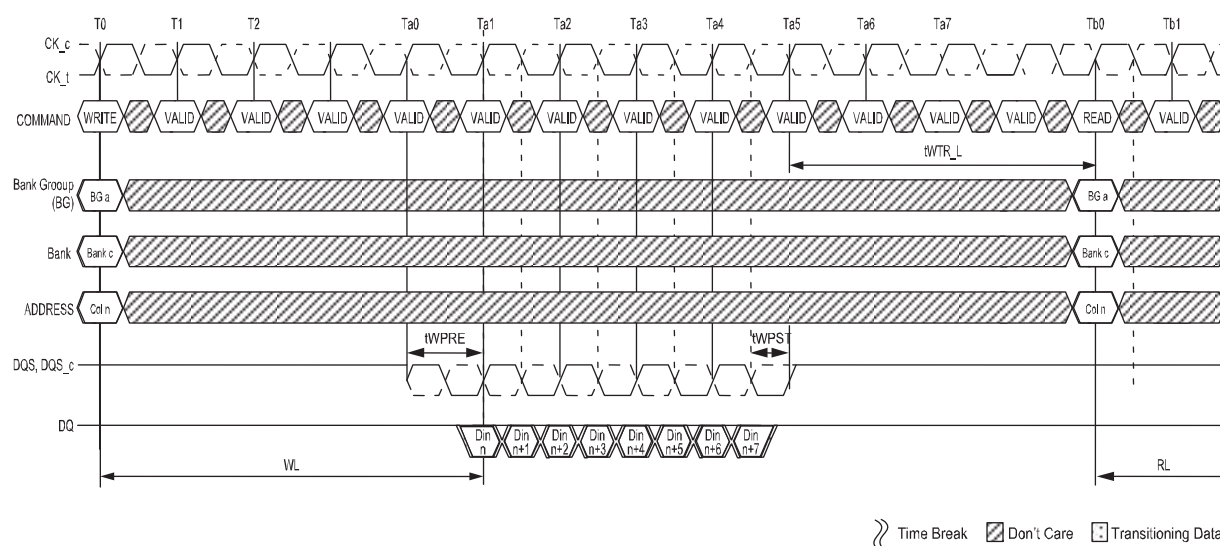 T0 T1 T2 Ta0 Ta1 Ta2 Ta3 Ta4 Ta5 Ta6 Ta7 Tb0 Tb1
CK_c
CK_t
COMMAND WRITE VALID VALID VALID VALID VALID VALID VALID VALID VALID VALID VALID VALID READ VALID
tWTR_L
Bank Grooup
(BG)
BG a BG a
Bank Bank c Bank c
ADDRESS Col n Col n
tWPRE tWPST
DQS, DQS_c
DQ
Din Din Din Din Din Din Din Din
n n+1 n+2 n+3 n+4 n+5 n+6 n+7
WL RL
Time Break Don't Care Transitioning Data